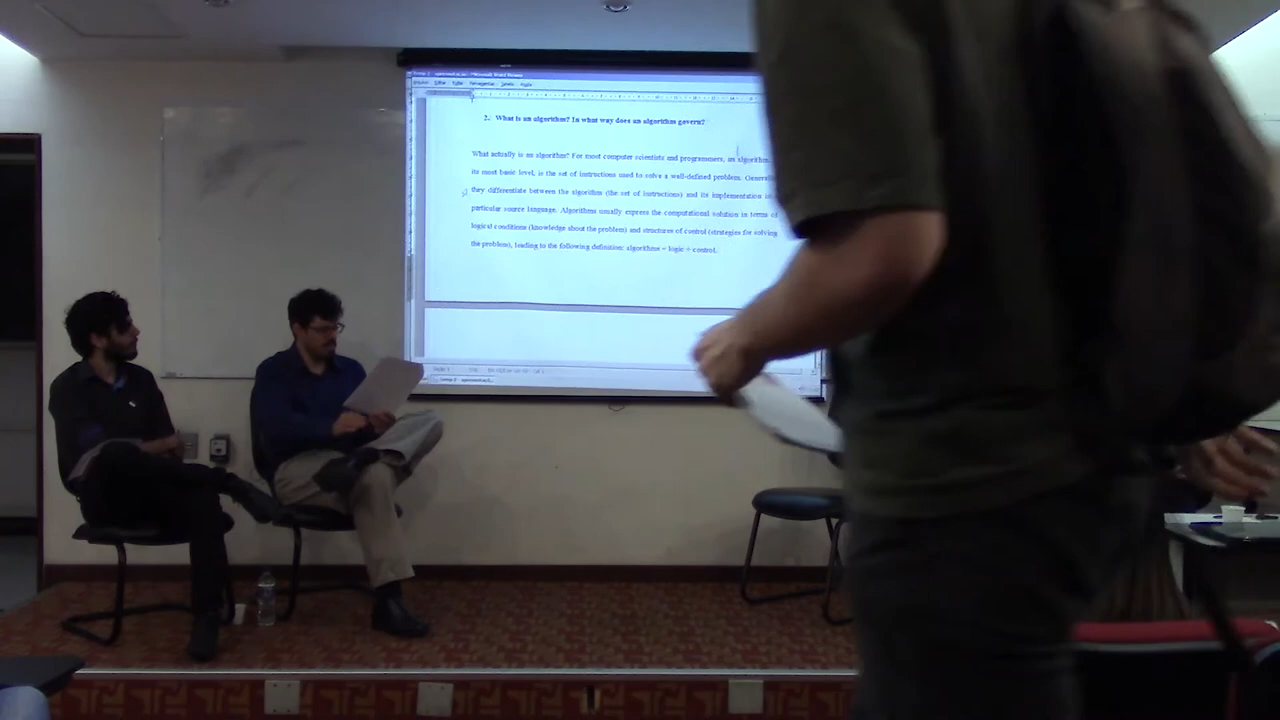 2. What is an algorithm? In what way does an algorithm govern?
What actually is an algorithm? For most computer scientists and programmers, an algorithm,
its most basic level, is the set of instructions used to solve a well-defined problem.
they differentiate between the algorithm (the set of instructions) and its implementation
particular source language. Algorithms usually express the computational solution in terms of
logical conditions (knowledge about the problem) and structures of control (strategies for solving
the problem), leading to the following definition: algorithms = logic + control.